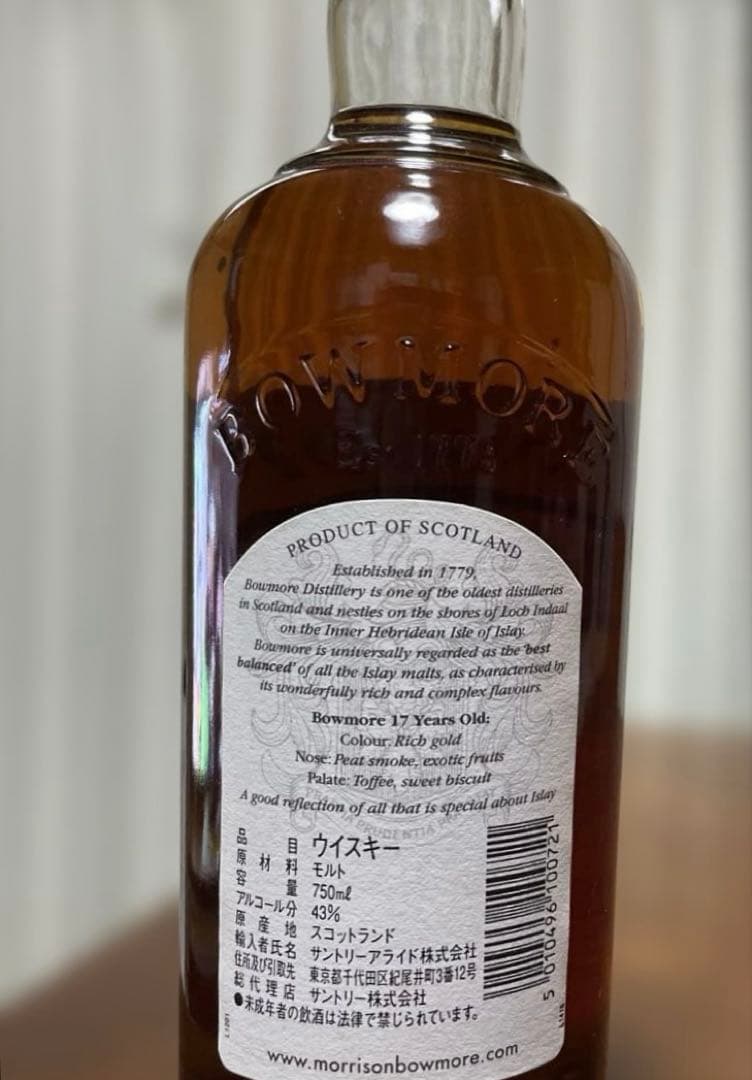 BOWMORE
Est. 1779
PRODUCT OF SCOTLAND
Established in 1779,
Bowmore Distillery is one of the oldest distilleries
in Scotland and nestles on the shores of Loch Indaal
on the Inner Hebridean Isle of Islay.
Bowmore is universally regarded as the 'best
balanced' of all the Islay malts, as characterised by
its wonderfully rich and complex flavours.
Bowmore 17 Years Old:
Colour: Rich gold
Nose: Peat smoke, exotic fruits
Palate: Toffee, sweet biscuit
A good reflection of all that is special about Islay
PRUDENTIA
品目 ウイスキー
原材料 モルト
容量 750mℓ
アルコール分 43%
原産地 スコットランド
輸入者氏名 サントリーアライド株式会社
住所及び引取先 東京都千代田区紀尾井町3番12号
総代理店 サントリー株式会社
●未成年者の飲酒は法律で禁じられています。
5 010496 100721
www.morrisonbowmore.com